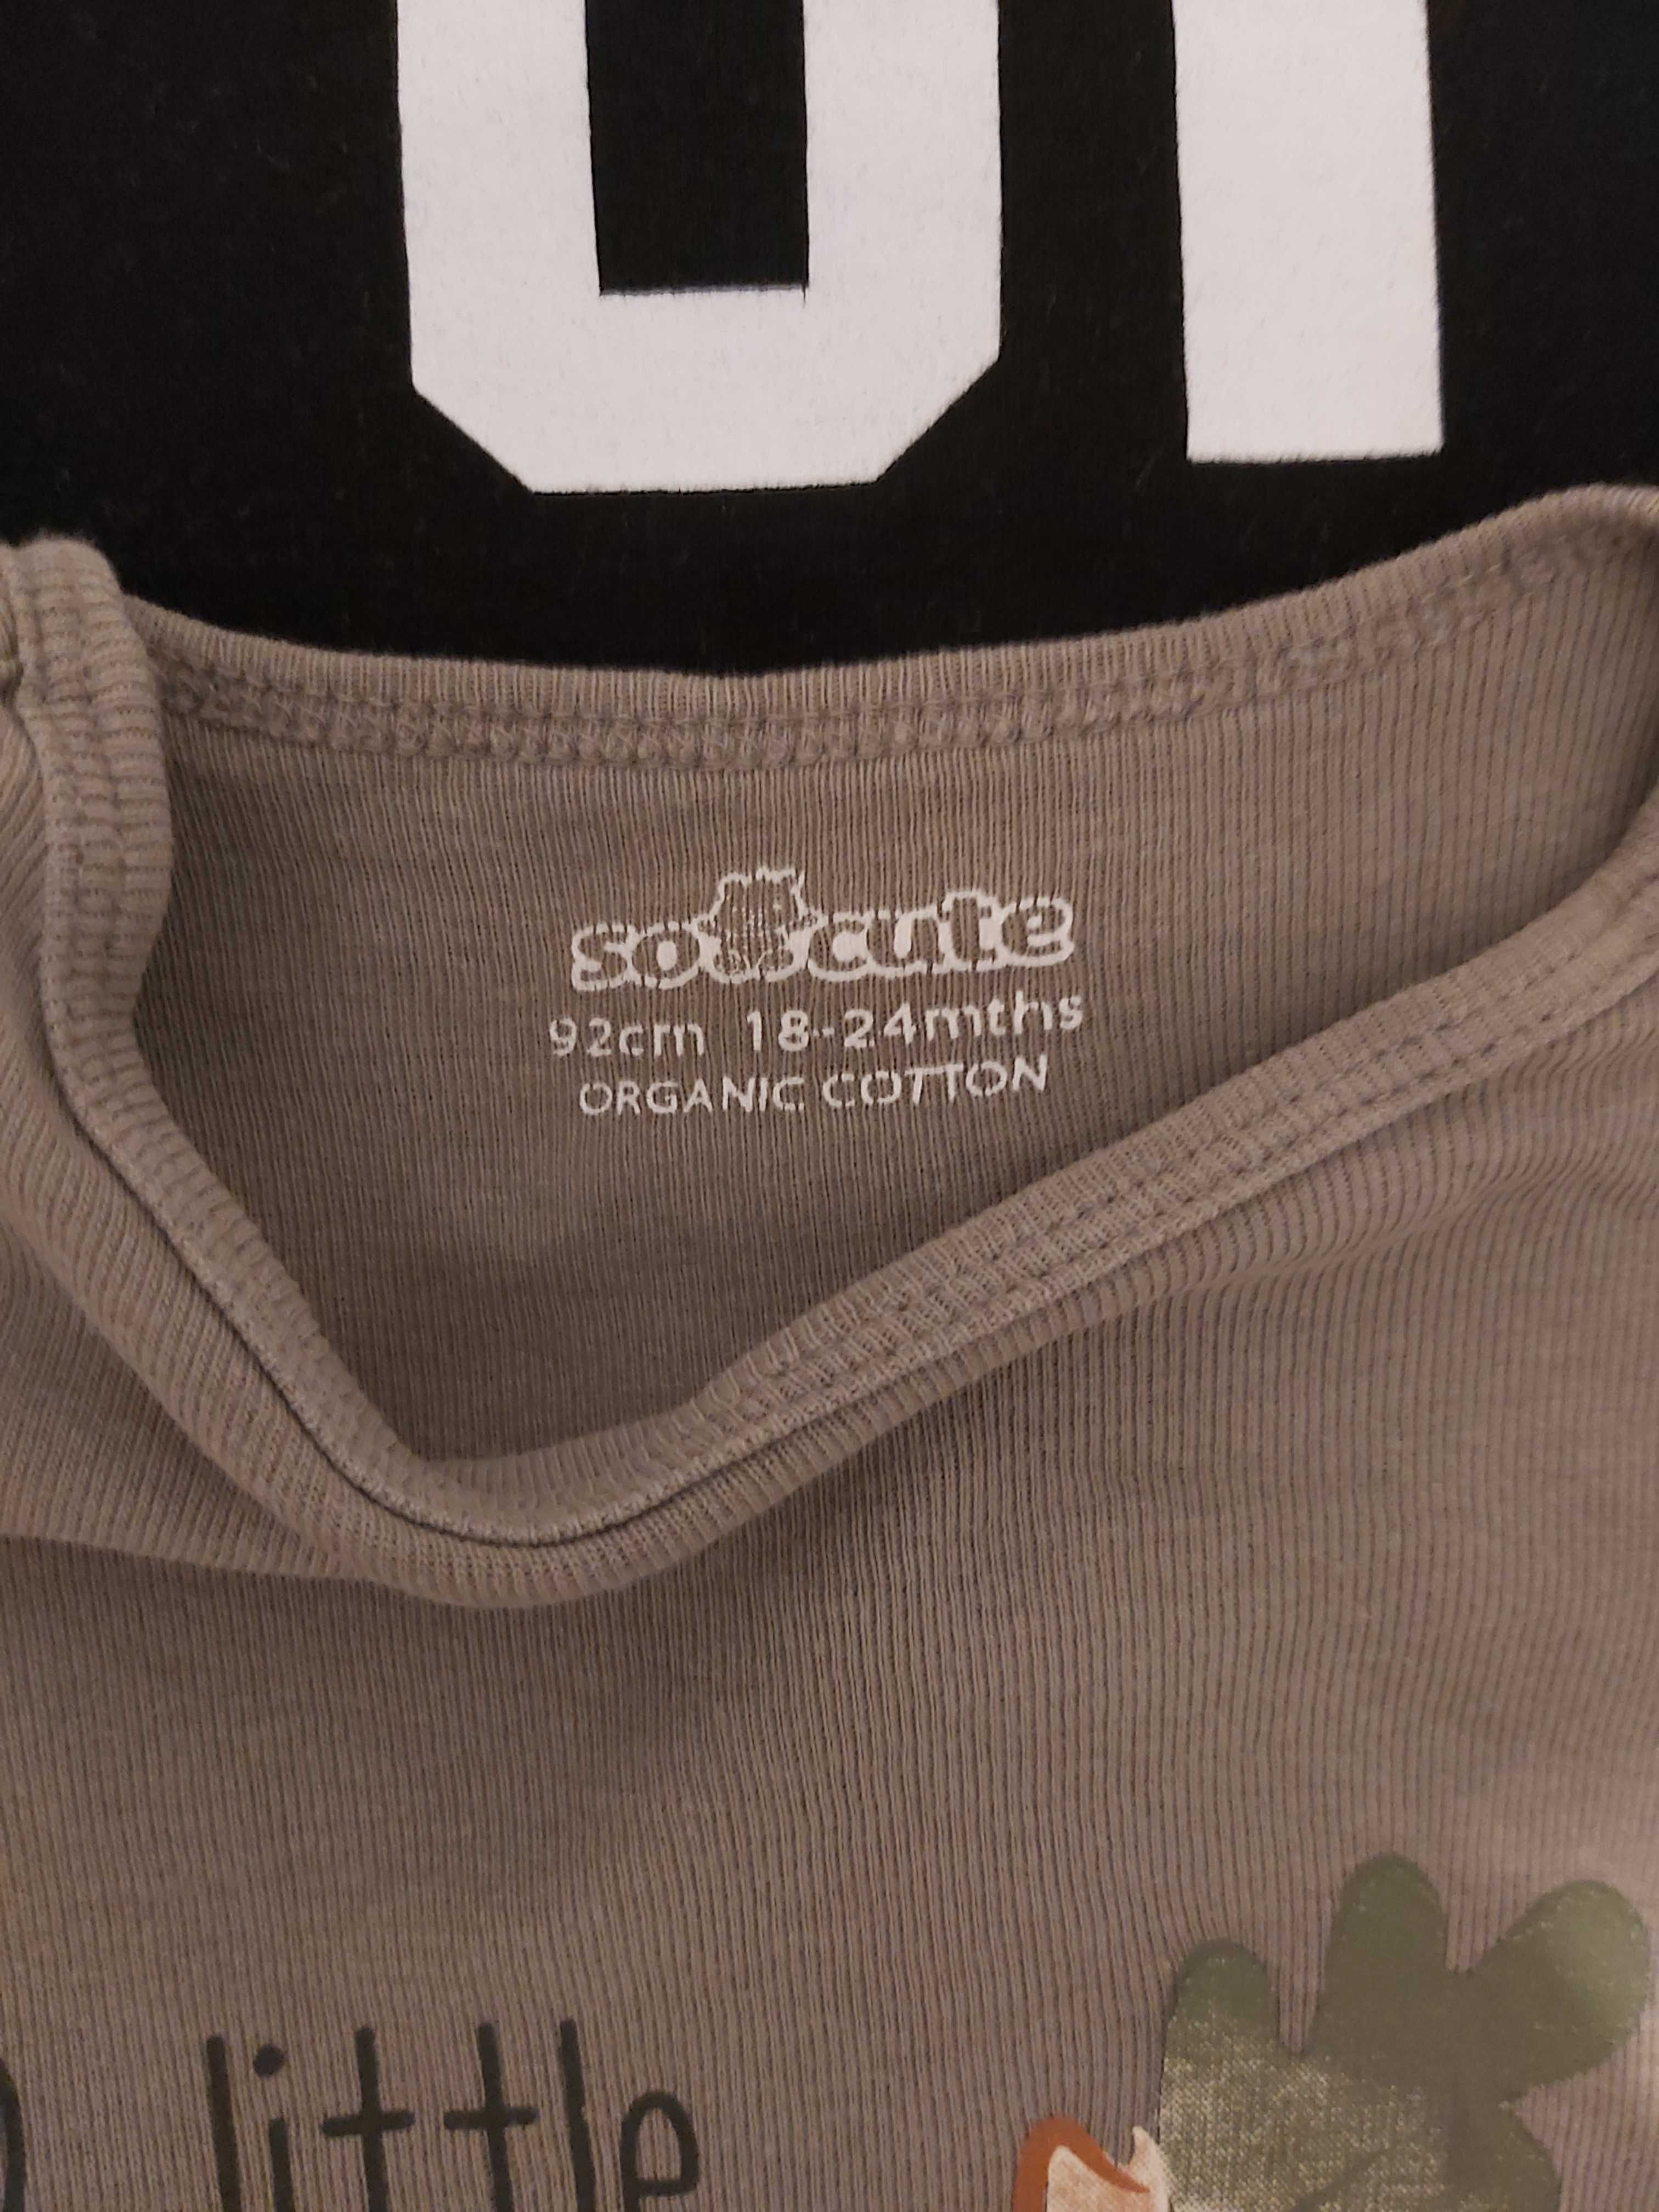 so cute
92cm 18-24mths
ORGANIC COTTON
little